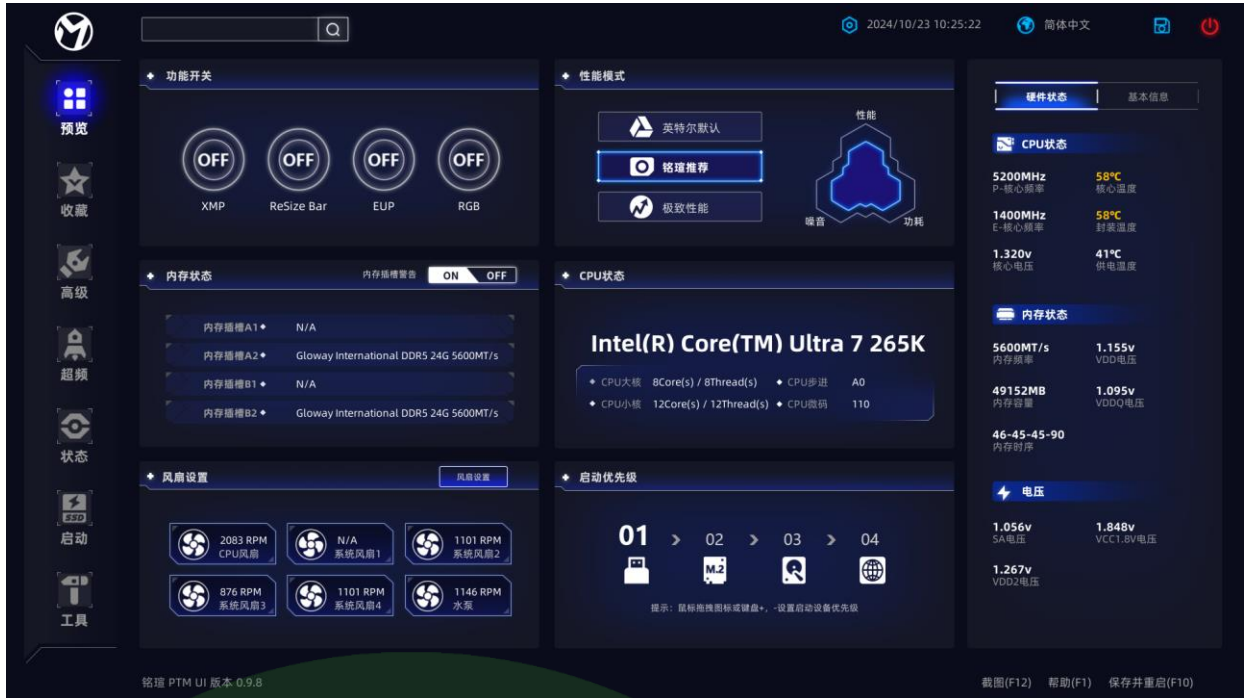 2024/10/23 10:25:22
简体中文
预览
收藏
高级
超频
状态
SSD
启动
工具
功能开关
OFF OFF OFF OFF
XMP ReSize Bar EUP RGB
性能模式
英特尔默认
铭瑄推荐
极致性能
性能
噪音 功耗
内存状态 内存插槽警告 ON OFF
内存插槽A1 N/A
内存插槽A2 Gloway International DDR5 24G 5600MT/s
内存插槽B1 N/A
内存插槽B2 Gloway International DDR5 24G 5600MT/s
CPU状态
Intel(R) Core(TM) Ultra 7 265K
CPU大核 8Core(s) / 8Thread(s) CPU步进 A0
CPU小核 12Core(s) / 12Thread(s) CPU微码 110
风扇设置 风扇设置
2083 RPM N/A 1101 RPM
CPU风扇 系统风扇1 系统风扇2
876 RPM 1101 RPM 1146 RPM
系统风扇3 系统风扇4 水泵
启动优先级
01 > 02 > 03 > 04
M.2
提示: 鼠标拖拽图标或键盘+, -设置启动设备优先级
硬件状态 基本信息
CPU状态
5200MHz 58℃
P-核心频率 核心温度
1400MHz 58℃
E-核心频率 封装温度
1.320v 41℃
核心电压 供电温度
内存状态
5600MT/s 1.155v
内存频率 VDD电压
49152MB 1.095v
内存容量 VDDQ电压
46-45-45-90
内存时序
电压
1.056v 1.848v
SA电压 VCC1.8V电压
1.267v
VDD2电压
铭瑄 PTM UI 版本 0.9.8
截图(F12) 帮助(F1) 保存并重启(F10)